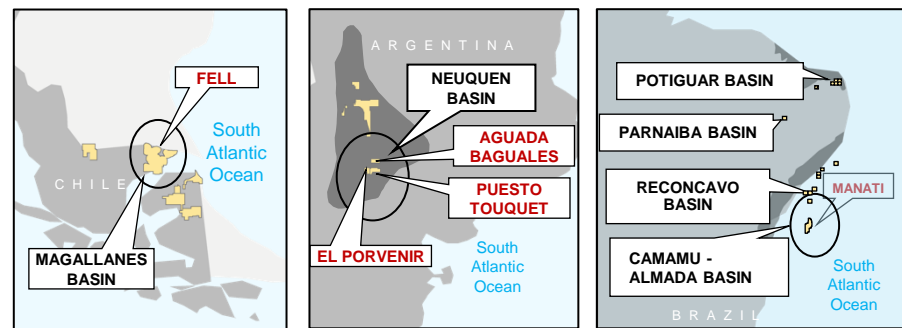 FELL
South
Atlantic
Ocean
CHILE
MAGALLANES
BASIN
ARGENTINA
NEUQUEN
BASIN
AGUADA
BAGUALES
PUESTO
TOUQUET
EL PORVENIR
South
Atlantic
Ocean
POTIGUAR BASIN
PARNAIBA BASIN
RECONCAVO
BASIN
MANATI
CAMAMU -
ALMADA BASIN
South
Atlantic
Ocean
BRAZIL